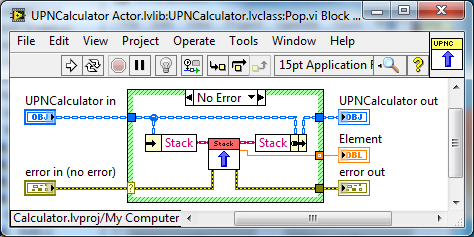 UPNCalculator Actor.lvlib:UPNCalculator.lvclass:Pop.vi Block ...
File Edit View Project Operate Tools Window Help
15pt Application F
UPNC
UPNCalculator in
No Error
UPNCalculator out
OBJ
OBJ
Stack
Stack
Stack
Element
DBL
error in (no error)
error out
?
Calculator.lvproj/My Computer